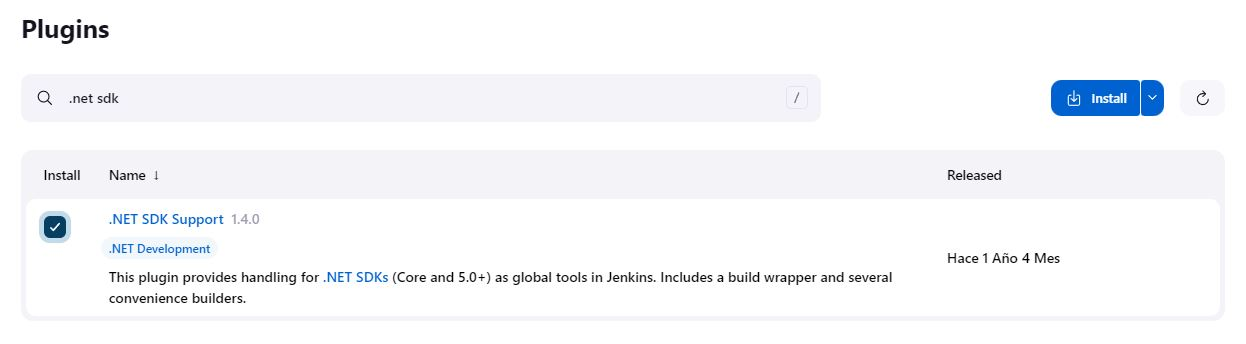 Plugins
.net sdk
/
Install
Install
Name ↓
Released
.NET SDK Support 1.4.0
.NET Development
This plugin provides handling for .NET SDKs (Core and 5.0+) as global tools in Jenkins. Includes a build wrapper and several
convenience builders.
Hace 1 Año 4 Mes